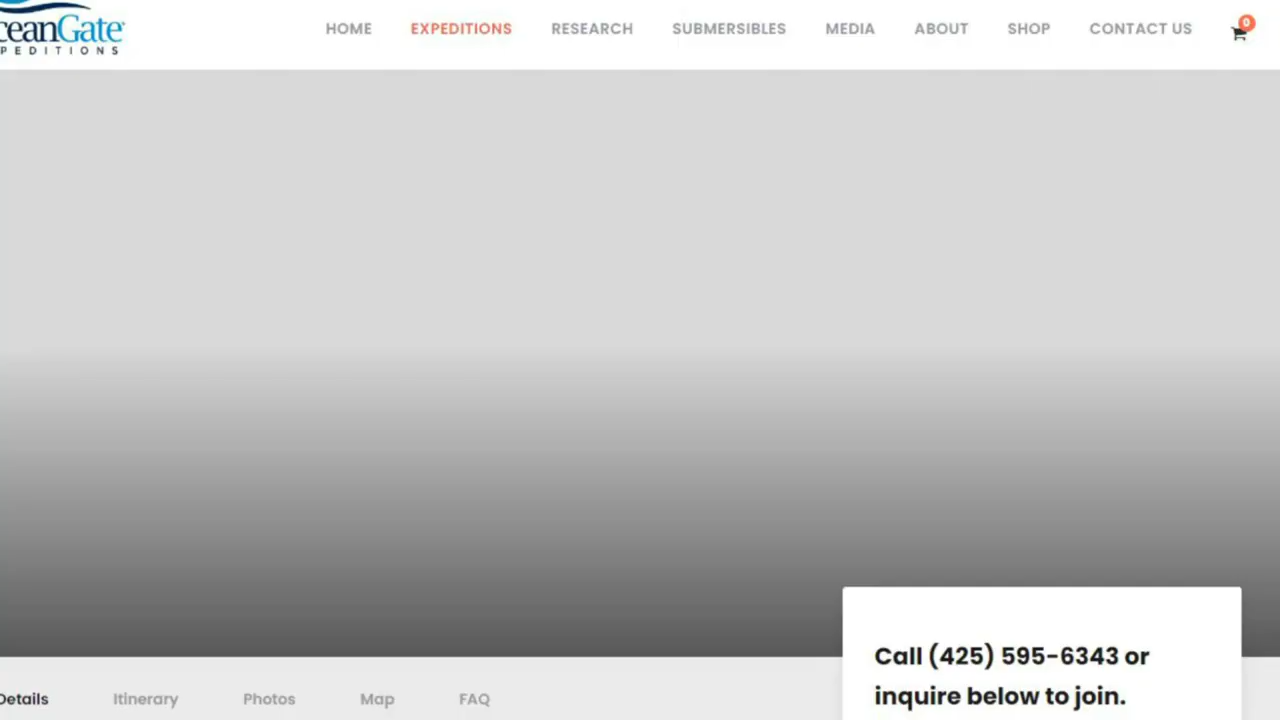 ceanGate
PEDITIONS
HOME EXPEDITIONS RESEARCH SUBMERSIBLES MEDIA ABOUT SHOP CONTACT US 0
Call (425) 595-6343 or
inquire below to join.
Details Itinerary Photos Map FAQ